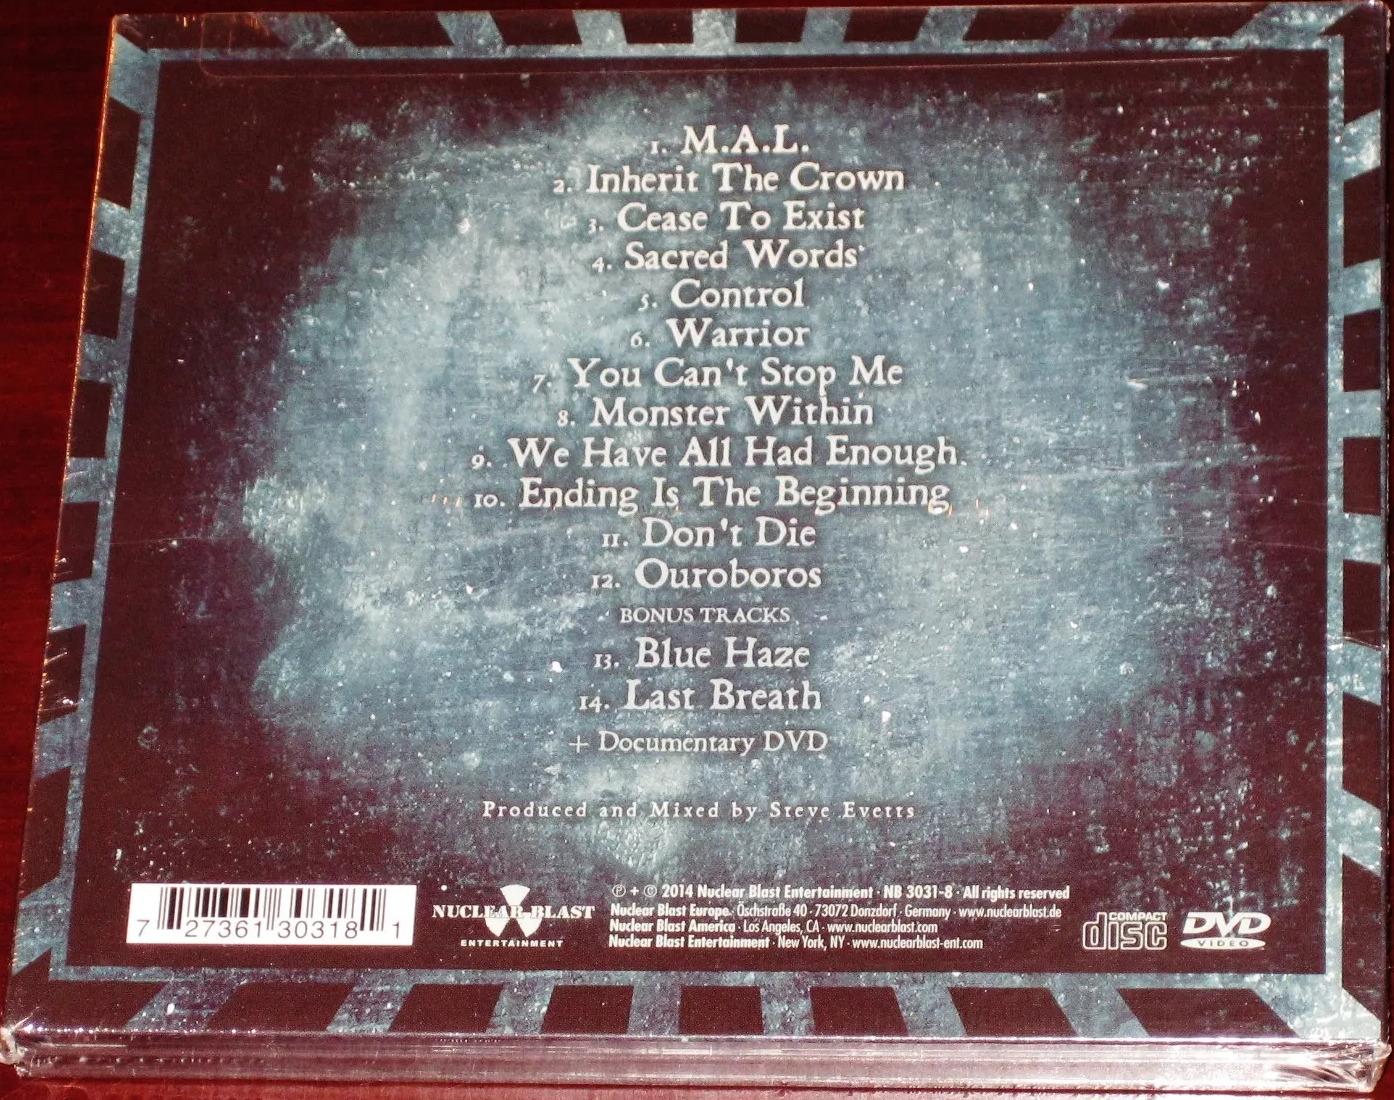 1. M.A.L.
2. Inherit The Crown
3. Cease To Exist
4. Sacred Words
5. Control
6. Warrior
7. You Can't Stop Me
8. Monster Within
9. We Have All Had Enough
10. Ending Is The Beginning
11. Don't Die
12. Ouroboros
BONUS TRACKS
13. Blue Haze
14. Last Breath
+ Documentary DVD
Produced and Mixed by Steve Evetts
7 27361 30318 1
NUCLEAR BLAST
ENTERTAINMENT
℗ + © 2014 Nuclear Blast Entertainment · NB 3031-8 · All rights reserved
Nuclear Blast Europe · Öschstraße 40 · 73072 Donzdorf · Germany · www.nuclearblast.de
Nuclear Blast America · Los Angeles, CA · www.nuclearblast.com
Nuclear Blast Entertainment · New York, NY · www.nuclearblast-ent.com
COMPACT
disc
DVD
VIDEO